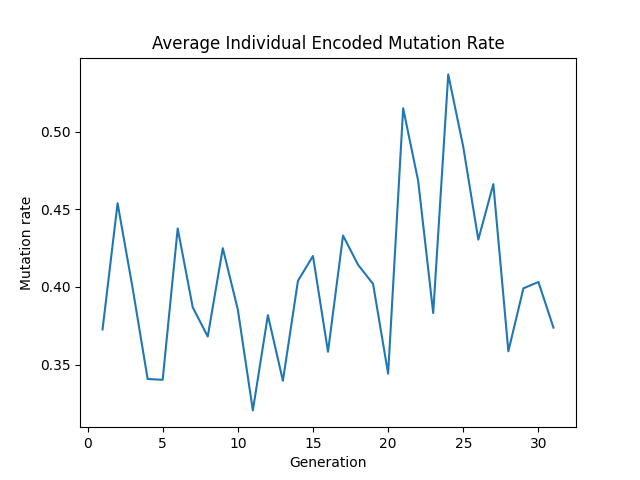 Average Individual Encoded Mutation Rate
Mutation rate
0.50
0.45
0.40
0.35
0 5 10 15 20 25 30
Generation